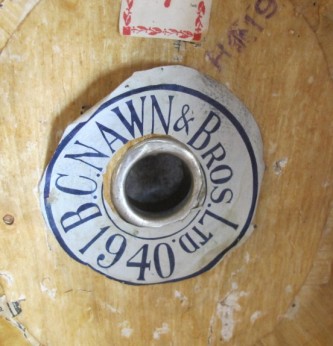 B.C.NAWN & BROS. LTD.
1940